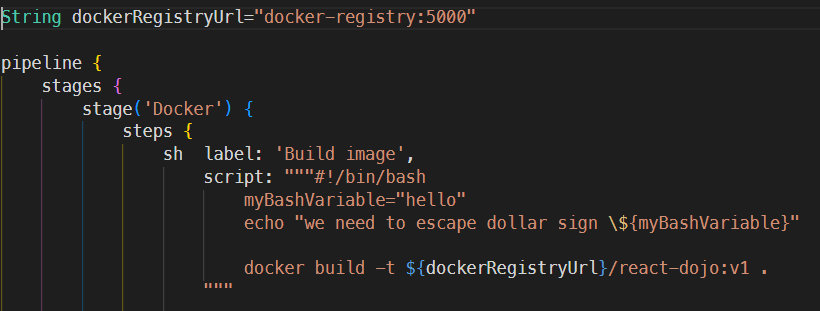 String dockerRegistryUrl="docker-registry:5000"
pipeline {
stages {
stage('Docker') {
steps {
sh  label: 'Build image',
script: """#!/bin/bash
myBashVariable="hello"
echo "we need to escape dollar sign \${myBashVariable}"
docker build -t ${dockerRegistryUrl}/react-dojo:v1 .
"""